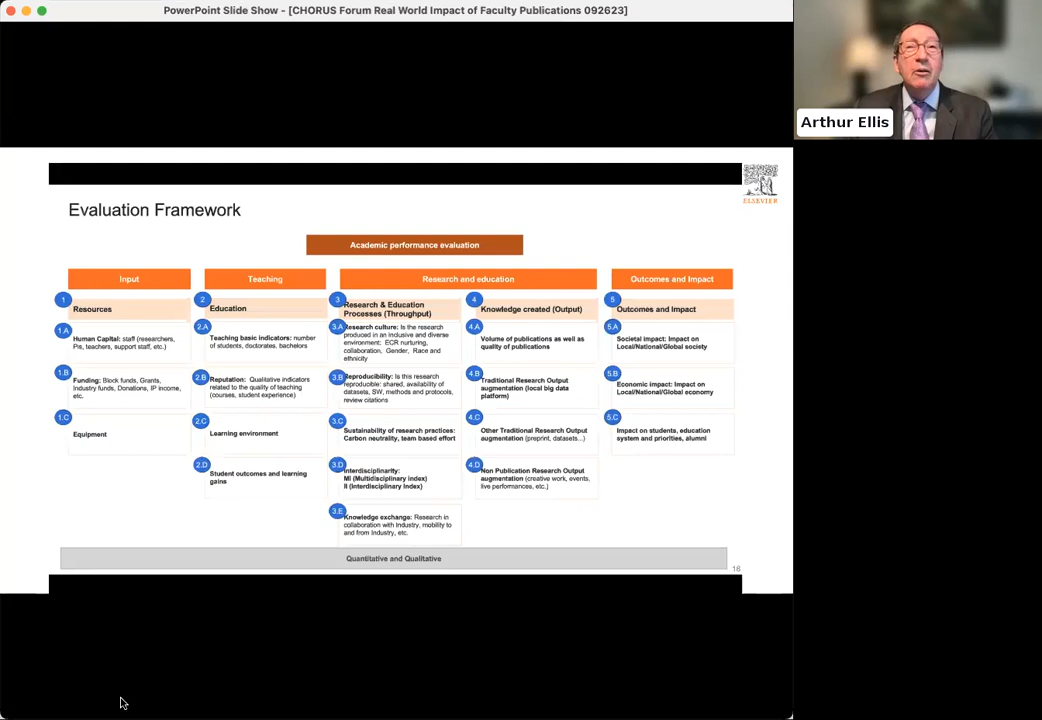 PowerPoint Slide Show - [CHORUS Forum Real World Impact of Faculty Publications 092623]
Arthur Ellis
ELSEVIER
Evaluation Framework
Academic performance evaluation
Input
Teaching
Research and education
Outcomes and Impact
1
Resources
1.A
Human Capital: staff (researchers,
PIs, teachers, support staff, etc.)
1.B
Funding: Block funds, Grants,
Industry funds, Donations, IP income,
etc.
1.C
Equipment
2
Education
2.A
Teaching basic indicators: number
of students, doctorates, bachelors
2.B
Reputation: Qualitative indicators
related to the quality of teaching
(courses, student experience)
2.C
Learning environment
2.D
Student outcomes and learning
gains
3
Research & Education
Processes (Throughput)
3.A
Research culture: Is the research
produced in an inclusive and diverse
environment; ECR nurturing,
collaboration, Gender, Race and
ethnicity
3.B
Reproducibility: Is this research
reproducible: shared, availability of
datasets, SW, methods and protocols,
review citations
3.C
Sustainability of research practices:
Carbon neutrality, team based effort
3.D
Interdisciplinarity:
MI (Multidisciplinary index)
II (Interdisciplinary Index)
3.E
Knowledge exchange: Research in
collaboration with Industry, mobility to
and from Industry, etc.
4
Knowledge created (Output)
4.A
Volume of publications as well as
quality of publications
4.B
Traditional Research Output
augmentation (local big data
platform)
4.C
Other Traditional Research Output
augmentation (preprint, datasets...)
4.D
Non Publication Research Output
augmentation (creative work, events,
live performances, etc.)
5
Outcomes and Impact
5.A
Societal impact: Impact on
Local/National/Global society
5.B
Economic impact: Impact on
Local/National/Global economy
5.C
Impact on students, education
system and priorities, alumni
Quantitative and Qualitative
16